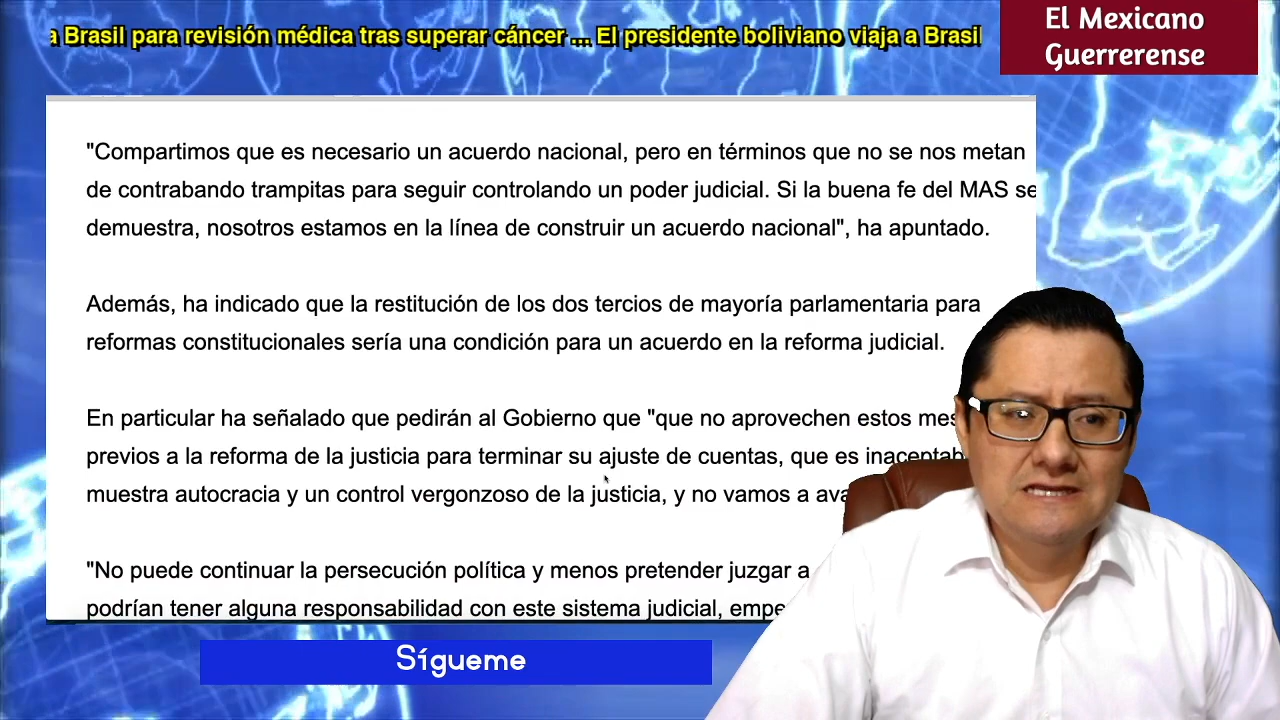 a Brasil para revisión médica tras superar cáncer ... El presidente boliviano viaja a Brasil
El Mexicano
Guerrerense
"Compartimos que es necesario un acuerdo nacional, pero en términos que no se nos metan
de contrabando trampitas para seguir controlando un poder judicial. Si la buena fe del MAS se
demuestra, nosotros estamos en la línea de construir un acuerdo nacional", ha apuntado.
Además, ha indicado que la restitución de los dos tercios de mayoría parlamentaria para
reformas constitucionales sería una condición para un acuerdo en la reforma judicial.
En particular ha señalado que pedirán al Gobierno que "que no aprovechen estos
previos a la reforma de la justicia para terminar su ajuste de cuentas, que es
muestra autocracia y un control vergonzoso de la justicia, y no vamos a
"No puede continuar la persecución política y menos pretender juzgar a
podrían tener alguna responsabilidad con este sistema judicial,
Sígueme